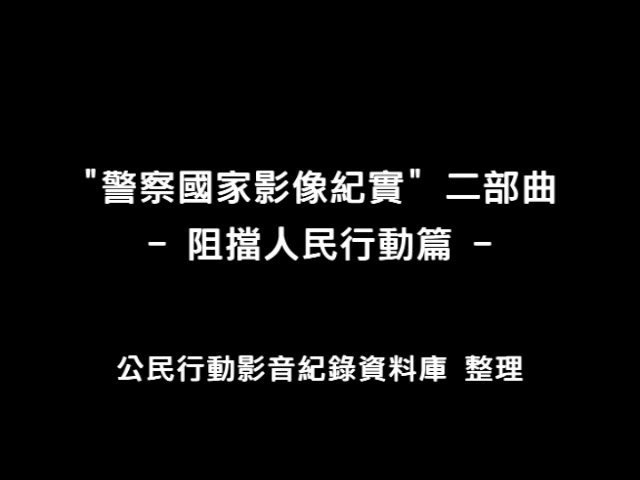 "警察國家影像紀實" 二部曲
- 阻擋人民行動篇 -
公民行動影音紀錄資料庫 整理